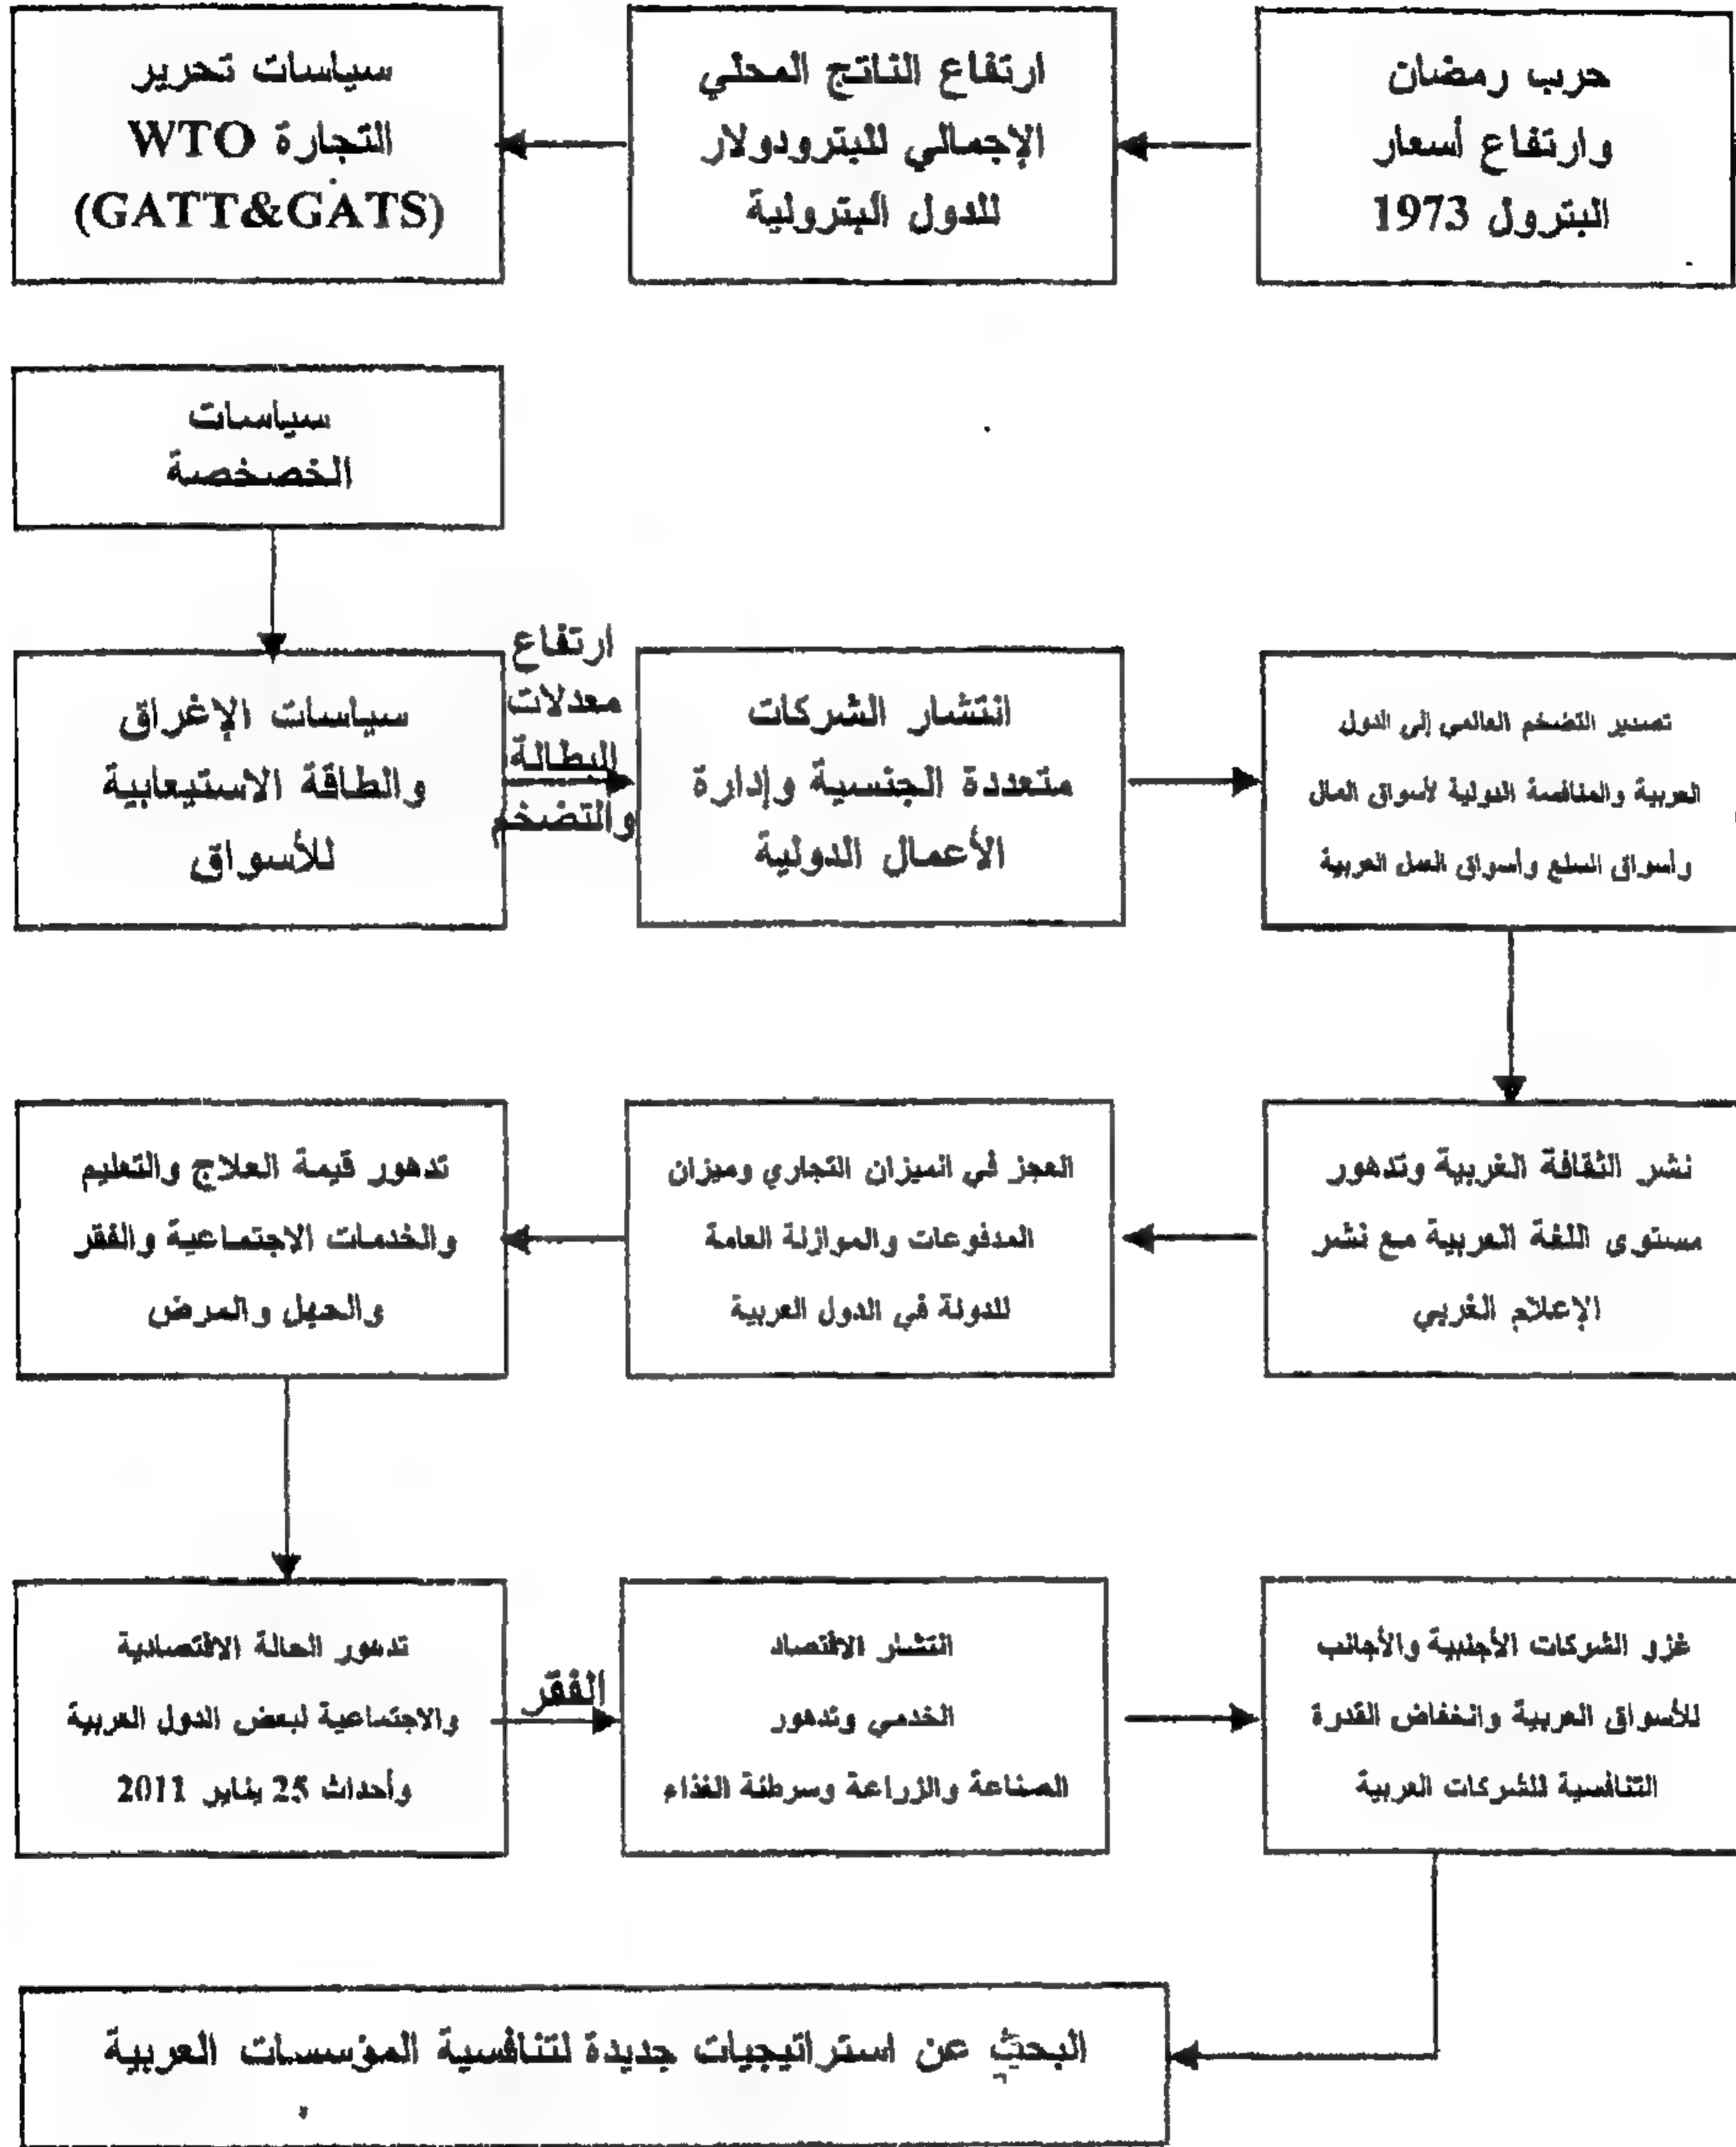 حرب رمضان
وارتفاع أسعار
البترول 1973
ارتفاع الناتج المحلي
الإجمالي للبترودولار
للدول البترولية
سياسات تحرير
التجارة WTO
(GATT&GATS)
سياسات
الخصخصة
سياسات الإغراق
والطاقة الاستيعابية
للأسواق
ارتفاع
معدلات
البطالة
والتضخم
انتشار الشركات
متعددة الجنسية وإدارة
الأعمال الدولية
تصدير التضخم العالمي إلى الدول
العربية والمنافسة الدولية لأسواق المال
وأسواق السلع وأسواق العمل العربية
نشر الثقافة الغربية وتدهور
مستوى اللغة العربية مع نشر
الإعلام الغربي
العجز في الميزان التجاري وميزان
المدفوعات والموازنة العامة
للدولة في الدول العربية
تدهور قيمة العلاج والتعليم
والخدمات الاجتماعية والفقر
والجهل والمرض
تدهور الحالة الاقتصادية
والاجتماعية لبعض الدول العربية
وأحداث 25 يناير 2011
الفقر
انتشار الاقتصاد
الخدمي وتدهور
الصناعة والزراعة وسرطنة الغذاء
غزو الشركات الأجنبية والأجانب
للأسواق العربية وانخفاض القدرة
التنافسية للشركات العربية
البحث عن استراتيجيات جديدة لتنافسية المؤسسات العربية